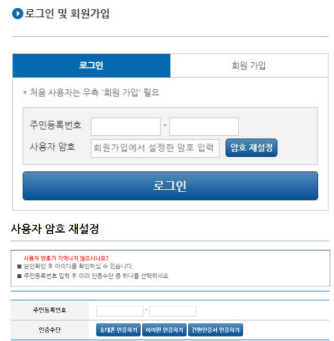 로그인 및 회원가입
로그인 회원 가입
* 처음 사용자는 우측 '회원 가입' 필요
주민등록번호 -
사용자 암호 회원가입에서 설정한 암호 입력 암호 재설정
로그인
사용자 암호 재설정
사용자 암호가 기억나지 않으시나요?
■ 본인확인 후 아이디를 확인하실 수 있습니다.
■ 주민등록번호 입력 후 아래 인증수단 중 하나를 선택하세요.
주민등록번호 -
인증수단 휴대폰 인증하기 아이핀 인증하기 간편인증서 인증하기